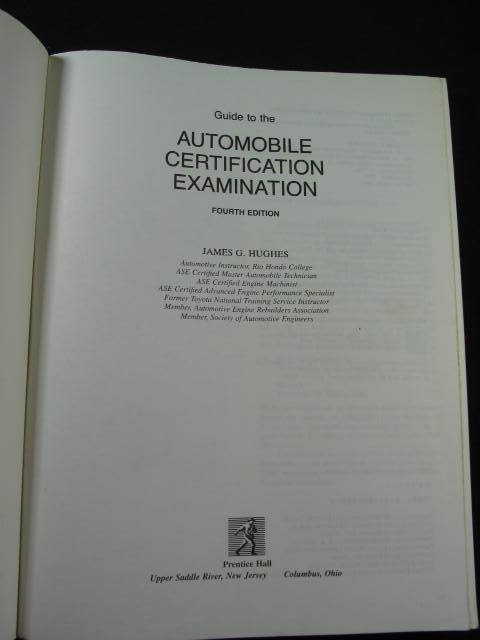 Guide to the
AUTOMOBILE
CERTIFICATION
EXAMINATION
FOURTH EDITION
JAMES G. HUGHES
Automotive Instructor, Rio Hondo College
ASE Certified Master Automobile Technician
ASE Certified Engine Machinist
ASE Certified Advanced Engine Performance Specialist
Former Toyota National Training Service Instructor
Member, Automotive Engine Rebuilders Association
Member, Society of Automotive Engineers
Prentice Hall
Upper Saddle River, New Jersey Columbus, Ohio